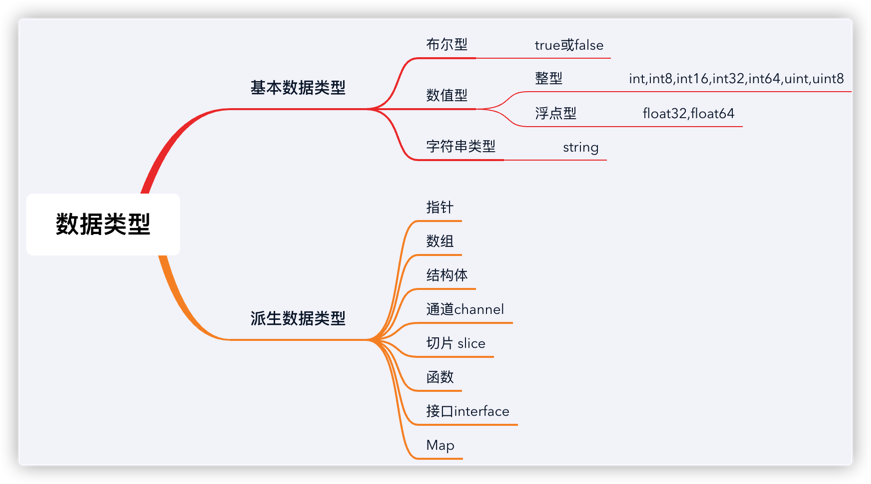 数据类型
基本数据类型
布尔型
true或false
数值型
整型
int,int8,int16,int32,int64,uint,uint8
浮点型
float32,float64
字符串类型
string
派生数据类型
指针
数组
结构体
通道channel
切片 slice
函数
接口interface
Map